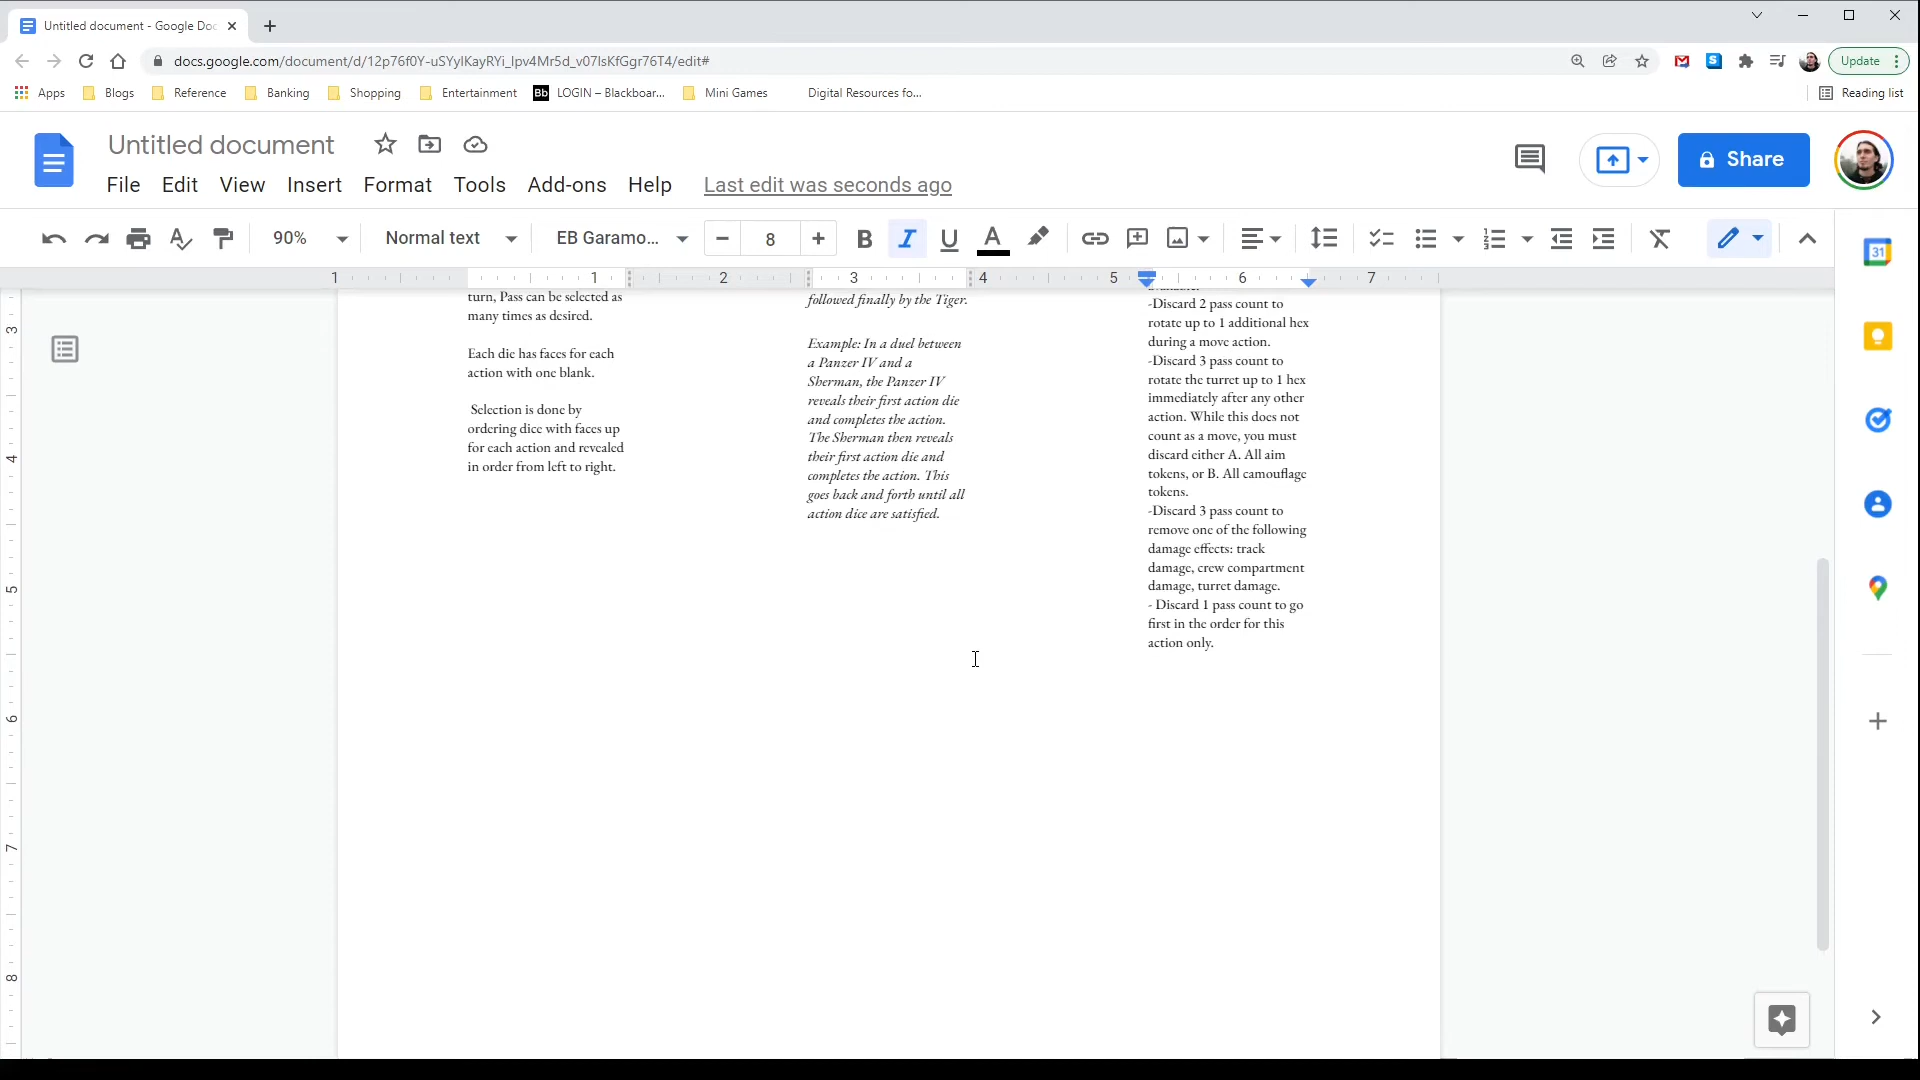 Untitled document - Google Doc
docs.google.com/document/d/12p76f0Y-uSYylKayRYi_lpv4Mr5d_v07lsKfGgr76T4/edit#
Update
Apps Blogs Reference Banking Shopping Entertainment Bb LOGIN – Blackboar... Mini Games Digital Resources fo... Reading list
Untitled document
Share
File Edit View Insert Format Tools Add-ons Help Last edit was seconds ago
90% Normal text EB Garamo... 8 B I U A
31
1 1 2 3 4 5 6 7
turn, Pass can be selected as
many times as desired.
Each die has faces for each
action with one blank.
Selection is done by
ordering dice with faces up
for each action and revealed
in order from left to right.
followed finally by the Tiger.
Example: In a duel between
a Panzer IV and a
Sherman, the Panzer IV
reveals their first action die
and completes the action.
The Sherman then reveals
their first action die and
completes the action. This
goes back and forth until all
action dice are satisfied.
-Discard 2 pass count to
rotate up to 1 additional hex
during a move action.
-Discard 3 pass count to
rotate the turret up to 1 hex
immediately after any other
action. While this does not
count as a move, you must
discard either A. All aim
tokens, or B. All camouflage
tokens.
-Discard 3 pass count to
remove one of the following
damage effects: track
damage, crew compartment
damage, turret damage.
- Discard 1 pass count to go
first in the order for this
action only.
3
4
5
6
7
8